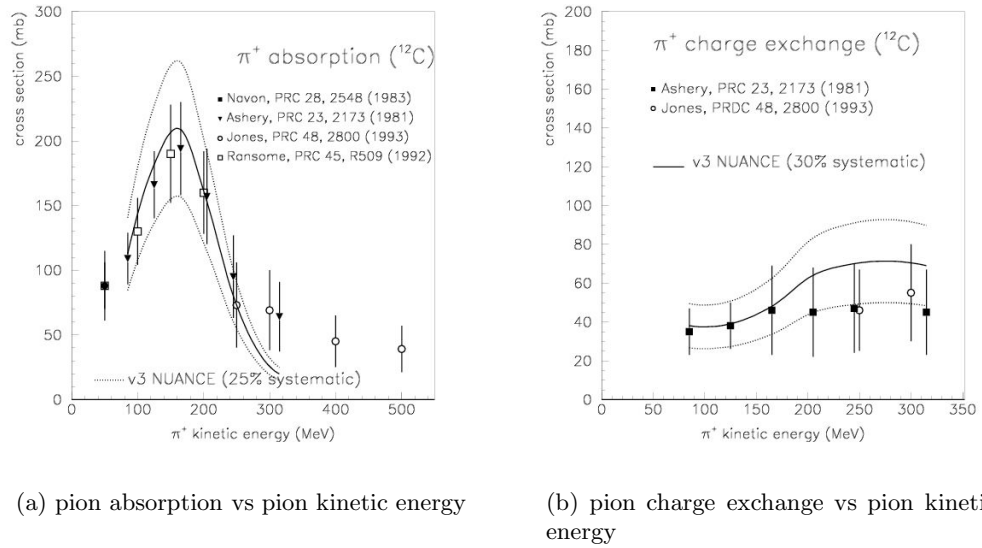 300
250
200
150
100
50
0
cross section (mb)
π+ absorption (12C)
Navon, PRC 28, 2548 (1983)
Ashery, PRC 23, 2173 (1981)
Jones, PRC 48, 2800 (1993)
Ransome, PRC 45, R509 (1992)
v3 NUANCE (25% systematic)
0 100 200 300 400 500
π+ kinetic energy (MeV)
(a) pion absorption vs pion kinetic energy
200
180
160
140
120
100
80
60
40
20
0
cross section (mb)
π+ charge exchange (12C)
Ashery, PRC 23, 2173 (1981)
Jones, PRDC 48, 2800 (1993)
v3 NUANCE (30% systematic)
0 50 100 150 200 250 300 350
π+ kinetic energy (MeV)
(b) pion charge exchange vs pion kineti
energy